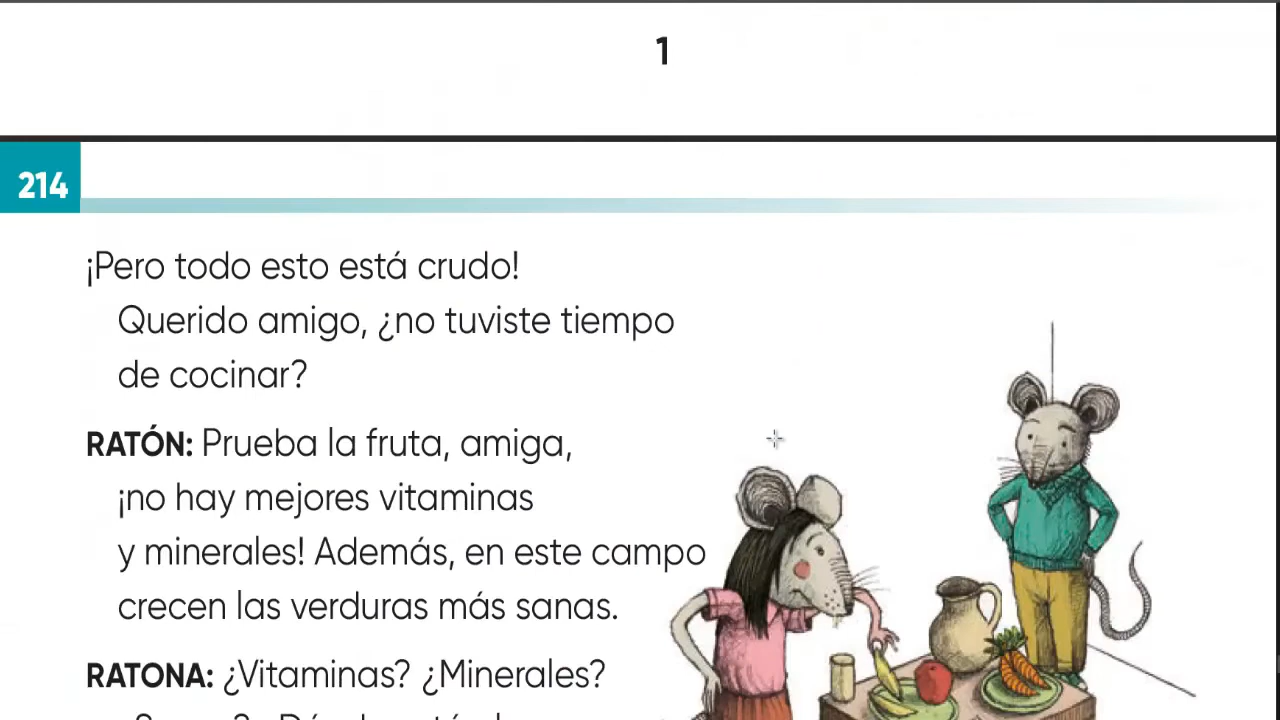 1
214
¡Pero todo esto está crudo!
Querido amigo, ¿no tuviste tiempo
de cocinar?
RATÓN: Prueba la fruta, amiga,
¡no hay mejores vitaminas
y minerales! Además, en este campo
crecen las verduras más sanas.
RATONA: ¿Vitaminas? ¿Minerales?